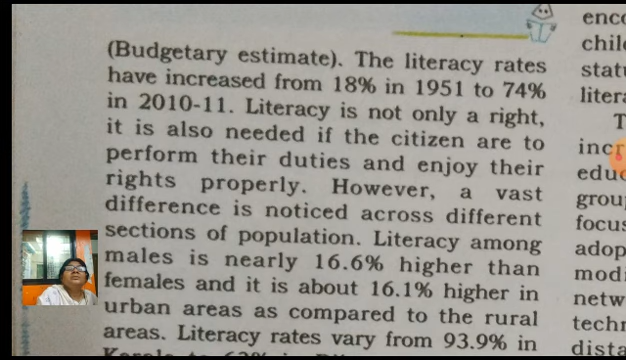 (Budgetary estimate). The literacy rates
have increased from 18% in 1951 to 74%
in 2010-11. Literacy is not only a right,
it is also needed if the citizen are to
perform their duties and enjoy their
rights properly. However, a vast
difference is noticed across different
sections of population. Literacy among
males is nearly 16.6% higher than
females and it is about 16.1% higher in
urban areas as compared to the rural
areas. Literacy rates vary from 93.9% in